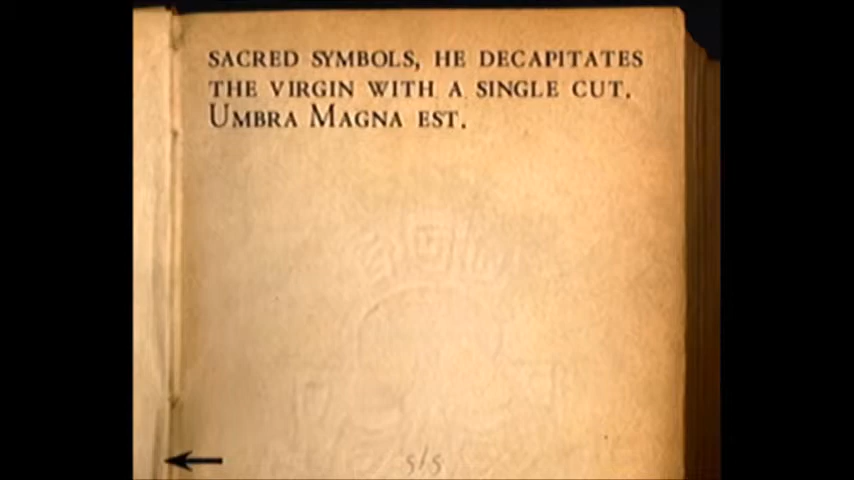 SACRED SYMBOLS, HE DECAPITATES
THE VIRGIN WITH A SINGLE CUT.
UMBRA MAGNA EST.
5/5